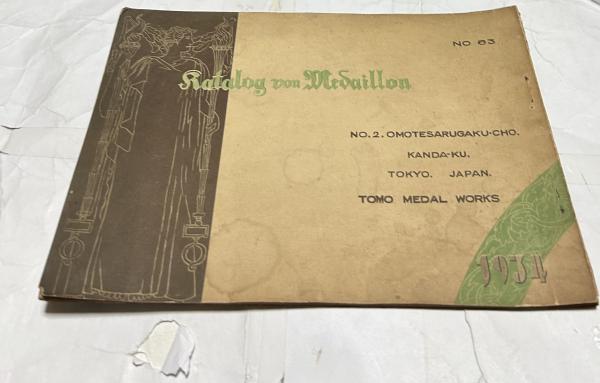 NO 63
Katalog von Medaillon
NO.2. OMOTESARUGAKU-CHO.
KANDA-KU.
TOKYO. JAPAN.
TOMO MEDAL WORKS
1934